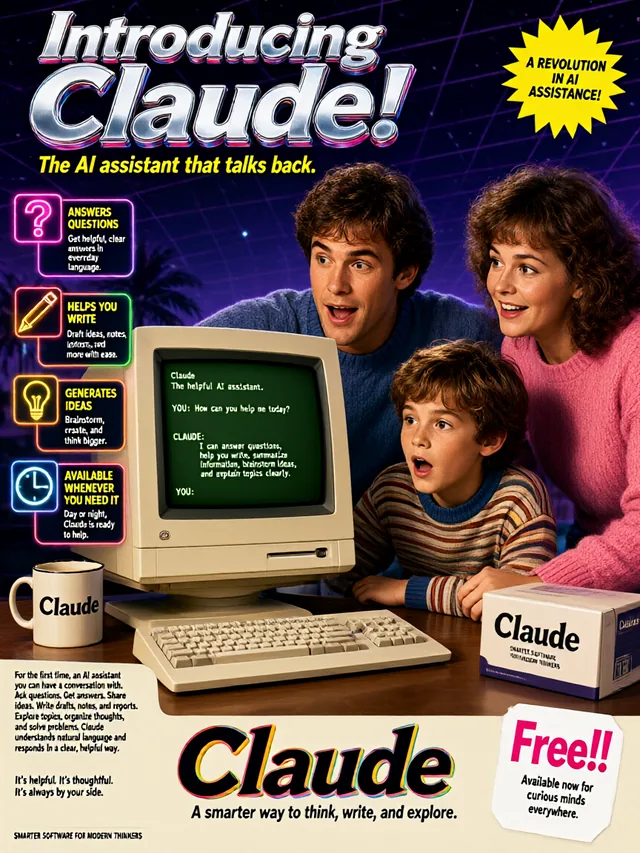 Introducing
Claude!
The AI assistant that talks back.
A REVOLUTION
IN AI
ASSISTANCE!
?
ANSWERS
QUESTIONS
Get helpful, clear
answers in
everyday
language.
HELPS YOU
WRITE
Draft ideas, notes,
and
more with ease.
GENERATES
IDEAS
Brainstorm,
create, and
think bigger.
AVAILABLE
WHENEVER
YOU NEED IT
Day or night,
Claude is ready
to help.
Claude
The helpful AI assistant.
YOU: How can you help me today?
CLAUDE:
I can answer questions,
help you write, summarize
information, brainstorm ideas,
and explain topics clearly.
YOU:
Claude
Claude
SMARTER SOFTWARE
FOR MODERN THINKERS
For the first time, an AI assistant
you can have a conversation with.
Ask questions. Get answers. Share
ideas. Write drafts, notes, and reports.
Explore topics, organize thoughts,
and solve problems. Claude
understands natural language and
responds in a clear, helpful way.
It's helpful. It's thoughtful.
It's always by your side.
SMARTER SOFTWARE FOR MODERN THINKERS
Claude
A smarter way to think, write, and explore.
Free!!
Available now for
curious minds
everywhere.